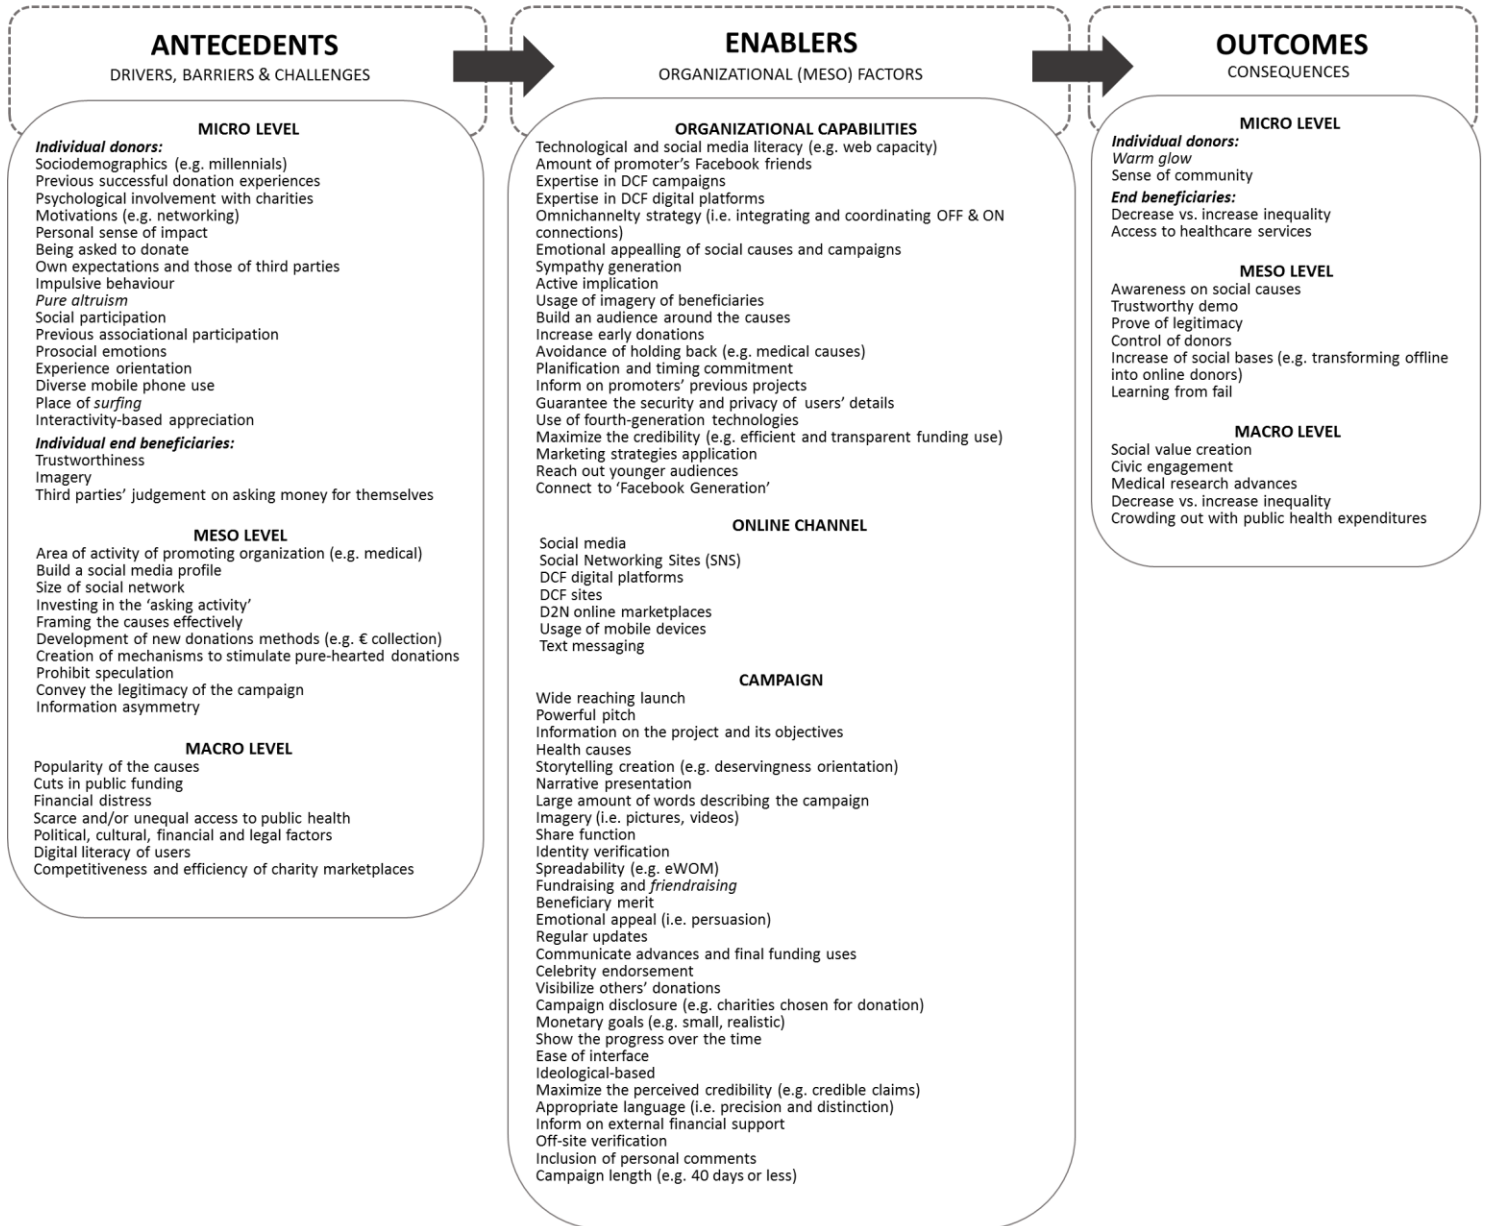 ANTECEDENTS
DRIVERS, BARRIERS & CHALLENGES
MICRO LEVEL
Individual donors:
Sociodemographics (e.g. millennials)
Previous successful donation experiences
Psychological involvement with charities
Motivations (e.g. networking)
Personal sense of impact
Being asked to donate
Own expectations and those of third parties
Impulsive behaviour
Pure altruism
Social participation
Previous associational participation
Prosocial emotions
Experience orientation
Diverse mobile phone use
Place of surfing
Interactivity-based appreciation
Individual end beneficiaries:
Trustworthiness
Imagery
Third parties' judgement on asking money for themselves
MESO LEVEL
Area of activity of promoting organization (e.g. medical)
Build a social media profile
Size of social network
Investing in the 'asking activity'
Framing the causes effectively
Development of new donations methods (e.g. € collection)
Creation of mechanisms to stimulate pure-hearted donations
Prohibit speculation
Convey the legitimacy of the campaign
Information asymmetry
MACRO LEVEL
Popularity of the causes
Cuts in public funding
Financial distress
Scarce and/or unequal access to public health
Political, cultural, financial and legal factors
Digital literacy of users
Competitiveness and efficiency of charity marketplaces
ENABLERS
ORGANIZATIONAL (MESO) FACTORS
ORGANIZATIONAL CAPABILITIES
Technological and social media literacy (e.g. web capacity)
Amount of promoter's Facebook friends
Expertise in DCF campaigns
Expertise in DCF digital platforms
Omnichannelty strategy (i.e. integrating and coordinating OFF & ON
connections)
Emotional appealling of social causes and campaigns
Sympathy generation
Active implication
Usage of imagery of beneficiaries
Build an audience around the causes
Increase early donations
Avoidance of holding back (e.g. medical causes)
Planification and timing commitment
Inform on promoters' previous projects
Guarantee the security and privacy of users' details
Use of fourth-generation technologies
Maximize the credibility (e.g. efficient and transparent funding use)
Marketing strategies application
Reach out younger audiences
Connect to 'Facebook Generation'
ONLINE CHANNEL
Social media
Social Networking Sites (SNS)
DCF digital platforms
DCF sites
D2N online marketplaces
Usage of mobile devices
Text messaging
CAMPAIGN
Wide reaching launch
Powerful pitch
Information on the project and its objectives
Health causes
Storytelling creation (e.g. deservingness orientation)
Narrative presentation
Large amount of words describing the campaign
Imagery (i.e. pictures, videos)
Share function
Identity verification
Spreadability (e.g. eWOM)
Fundraising and friendraising
Beneficiary merit
Emotional appeal (i.e. persuasion)
Regular updates
Communicate advances and final funding uses
Celebrity endorsement
Visibilize others' donations
Campaign disclosure (e.g. charities chosen for donation)
Monetary goals (e.g. small, realistic)
Show the progress over the time
Ease of interface
Ideological-based
Maximize the perceived credibility (e.g. credible claims)
Appropriate language (i.e. precision and distinction)
Inform on external financial support
Off-site verification
Inclusion of personal comments
Campaign length (e.g. 40 days or less)
OUTCOMES
CONSEQUENCES
MICRO LEVEL
Individual donors:
Warm glow
Sense of community
End beneficiaries:
Decrease vs. increase inequality
Access to healthcare services
MESO LEVEL
Awareness on social causes
Trustworthy demo
Prove of legitimacy
Control of donors
Increase of social bases (e.g. transforming offline
into online donors)
Learning from fail
MACRO LEVEL
Social value creation
Civic engagement
Medical research advances
Decrease vs. increase inequality
Crowding out with public health expenditures